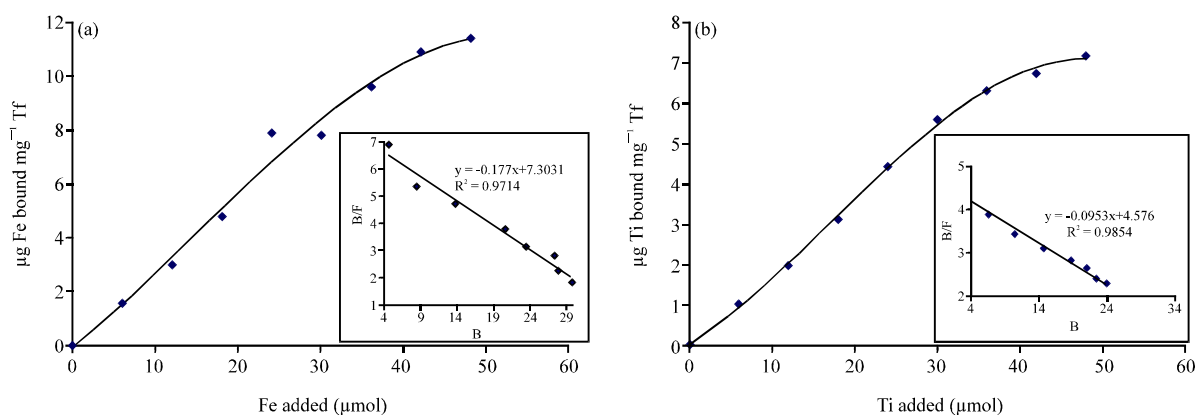 (a)
12
10
8
6
4
2
0
µg Fe bound mg⁻¹ Tf
0 10 20 30 40 50 60
Fe added (µmol)
7
6
5
4
3
2
1
B/F
y = -0.177x+7.3031
R² = 0.9714
4 9 14 19 24 29
B
(b)
8
7
6
5
4
3
2
1
0
µg Ti bound mg⁻¹ Tf
0 10 20 30 40 50 60
Ti added (µmol)
5
4
3
2
B/F
y = -0.0953x+4.576
R² = 0.9854
4 14 24 34
B